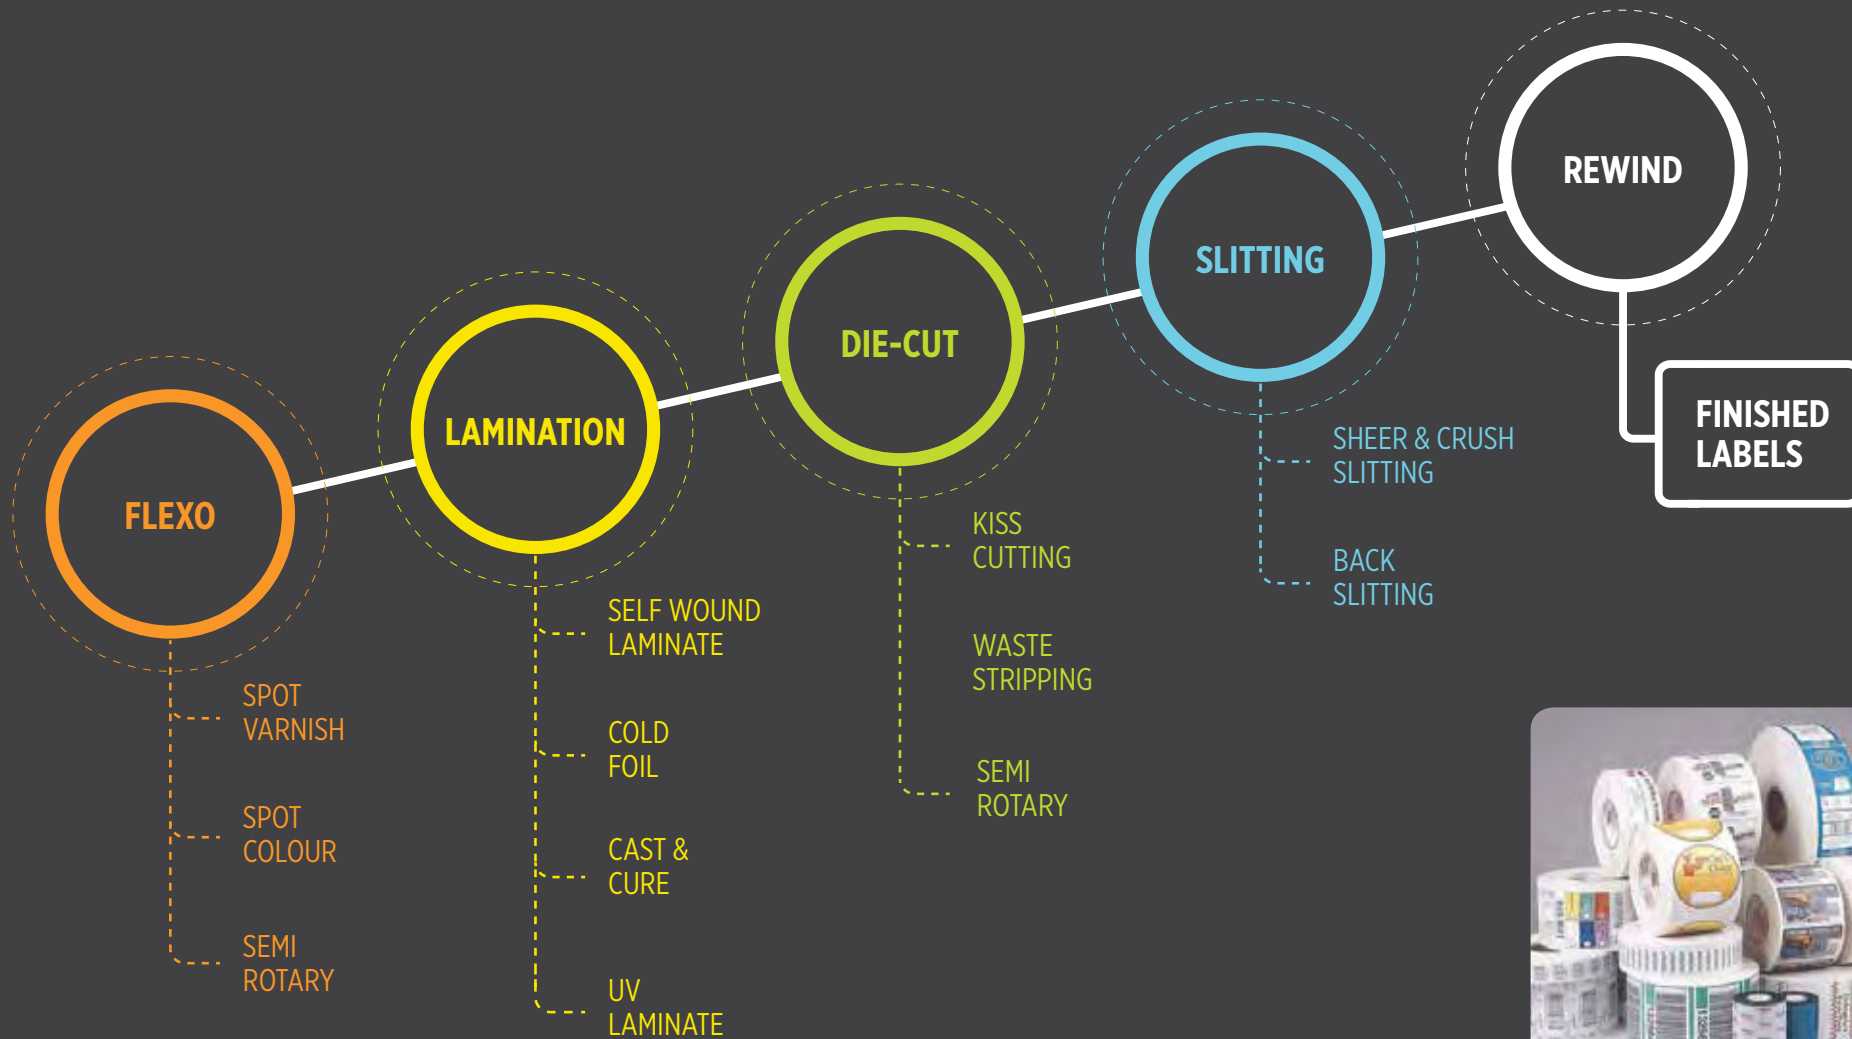 FLEXO
SPOT
VARNISH
SPOT
COLOUR
SEMI
ROTARY
LAMINATION
SELF WOUND
LAMINATE
COLD
FOIL
CAST &
CURE
UV
LAMINATE
DIE-CUT
KISS
CUTTING
WASTE
STRIPPING
SEMI
ROTARY
SLITTING
SHEER & CRUSH
SLITTING
BACK
SLITTING
REWIND
FINISHED
LABELS